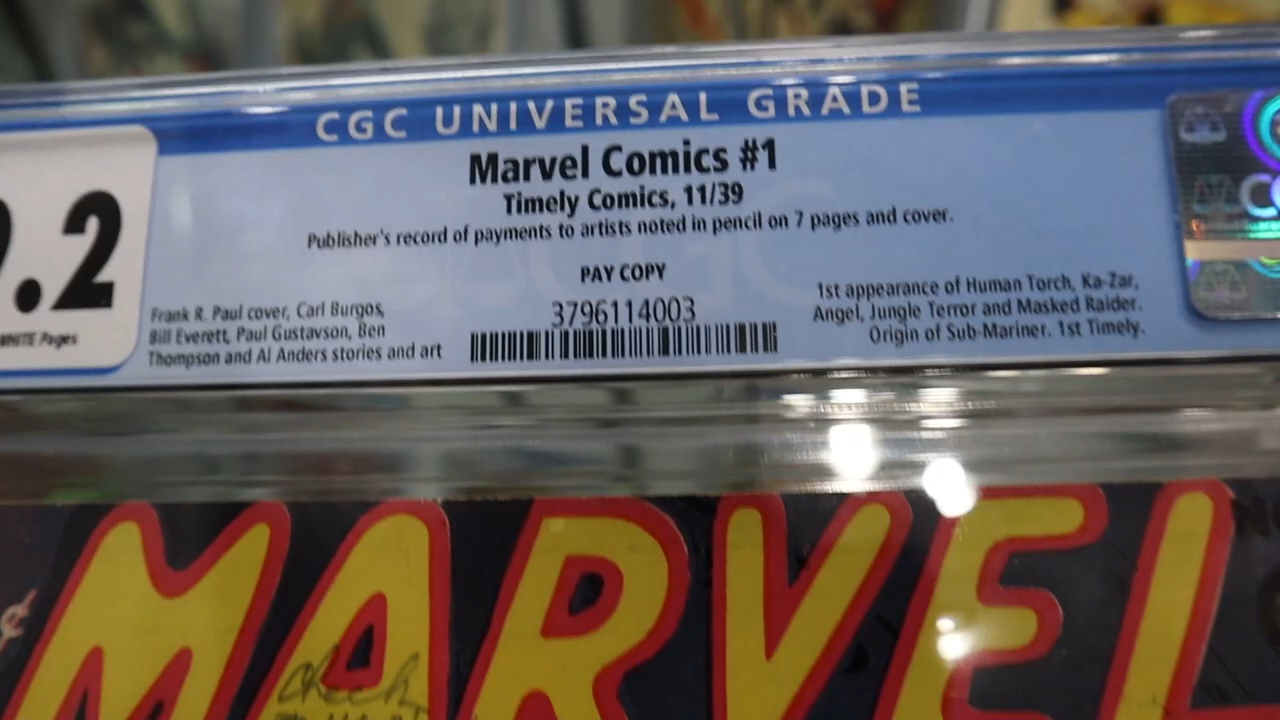 CGC UNIVERSAL GRADE
Marvel Comics #1
Timely Comics, 11/39
Publisher's record of payments to artists noted in pencil on 7 pages and cover.
PAY COPY
3796114003
.2
WHITE Pages
Frank R. Paul cover, Carl Burgos,
Bill Everett, Paul Gustavson, Ben
Thompson and Al Anders stories and art
1st appearance of Human Torch, Ka-Zar,
Angel, Jungle Terror and Masked Raider.
Origin of Sub-Mariner. 1st Timely.
MARVEL
Check